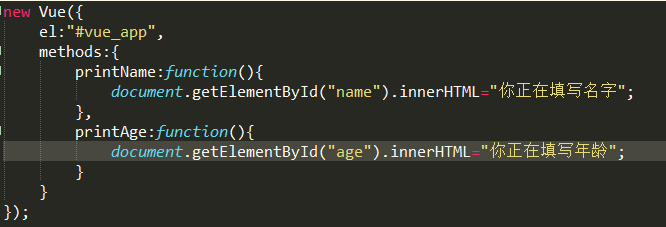 new Vue({
    el:"#vue_app",
    methods:{
        printName:function(){
            document.getElementById("name").innerHTML="你正在填写名字";
        },
        printAge:function(){
            document.getElementById("age").innerHTML="你正在填写年龄";
        }
    }
});